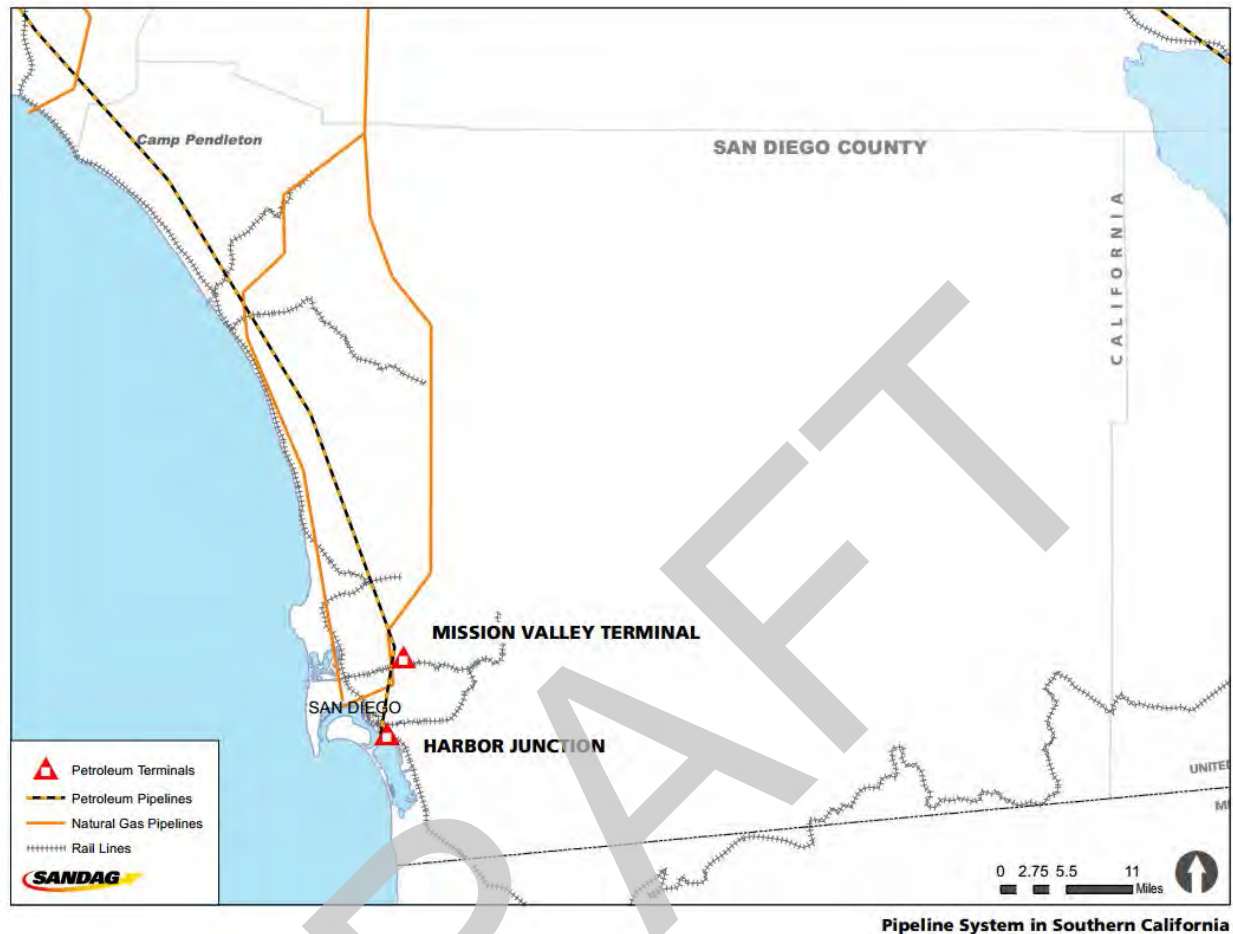 Camp Pendleton
SAN DIEGO COUNTY
CALIFORNIA
MISSION VALLEY TERMINAL
SAN DIEGO
HARBOR JUNCTION
UNITED
Petroleum Terminals
Petroleum Pipelines
Natural Gas Pipelines
Rail Lines
SANDAG
0 2.75 5.5 11
Miles
DRAFT
Pipeline System in Southern California